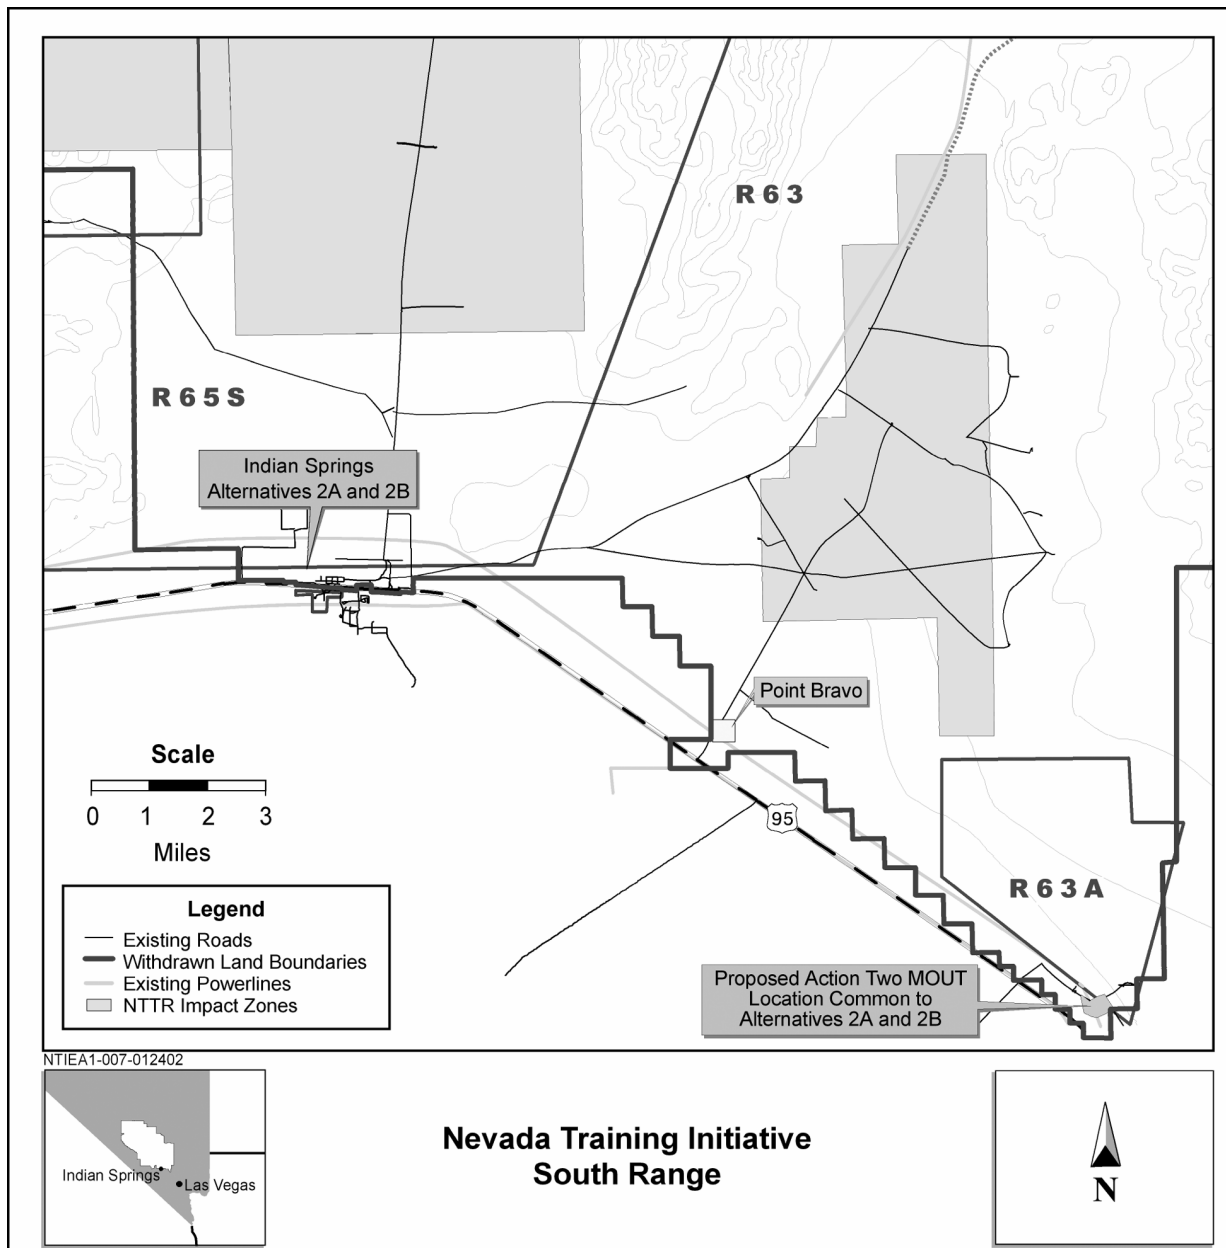 R63
R65S
Indian Springs
Alternatives 2A and 2B
Point Bravo
Scale
0 1 2 3
Miles
95
R63A
Legend
Existing Roads
Withdrawn Land Boundaries
Existing Powerlines
NTTR Impact Zones
Proposed Action Two MOUT
Location Common to
Alternatives 2A and 2B
NTIEA1-007-012402
Indian Springs
Las Vegas
Nevada Training Initiative
South Range
N